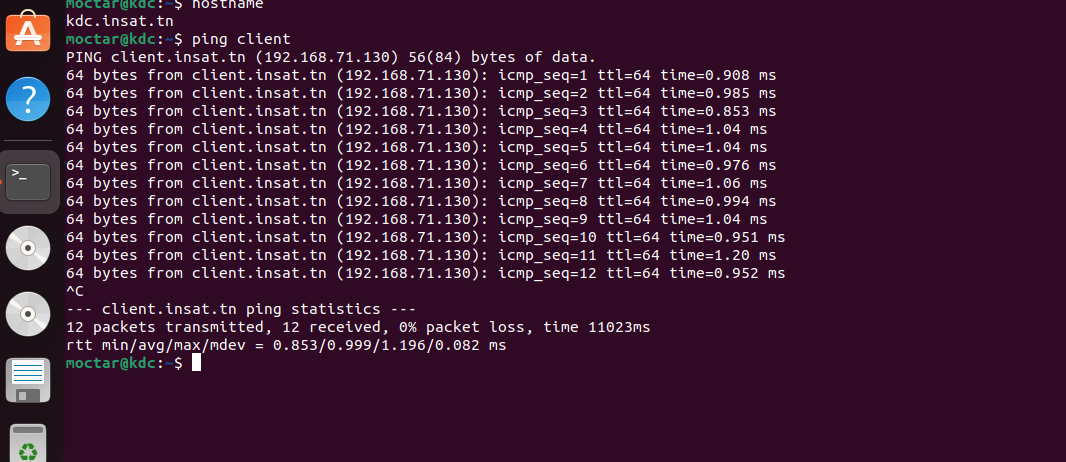 moctar@kdc:~$ hostname
kdc.insat.tn
moctar@kdc:~$ ping client
PING client.insat.tn (192.168.71.130) 56(84) bytes of data.
64 bytes from client.insat.tn (192.168.71.130): icmp_seq=1 ttl=64 time=0.908 ms
64 bytes from client.insat.tn (192.168.71.130): icmp_seq=2 ttl=64 time=0.985 ms
64 bytes from client.insat.tn (192.168.71.130): icmp_seq=3 ttl=64 time=0.853 ms
64 bytes from client.insat.tn (192.168.71.130): icmp_seq=4 ttl=64 time=1.04 ms
64 bytes from client.insat.tn (192.168.71.130): icmp_seq=5 ttl=64 time=1.04 ms
64 bytes from client.insat.tn (192.168.71.130): icmp_seq=6 ttl=64 time=0.976 ms
64 bytes from client.insat.tn (192.168.71.130): icmp_seq=7 ttl=64 time=1.06 ms
64 bytes from client.insat.tn (192.168.71.130): icmp_seq=8 ttl=64 time=0.994 ms
64 bytes from client.insat.tn (192.168.71.130): icmp_seq=9 ttl=64 time=1.04 ms
64 bytes from client.insat.tn (192.168.71.130): icmp_seq=10 ttl=64 time=0.951 ms
64 bytes from client.insat.tn (192.168.71.130): icmp_seq=11 ttl=64 time=1.20 ms
64 bytes from client.insat.tn (192.168.71.130): icmp_seq=12 ttl=64 time=0.952 ms
^C
--- client.insat.tn ping statistics ---
12 packets transmitted, 12 received, 0% packet loss, time 11023ms
rtt min/avg/max/mdev = 0.853/0.999/1.196/0.082 ms
moctar@kdc:~$